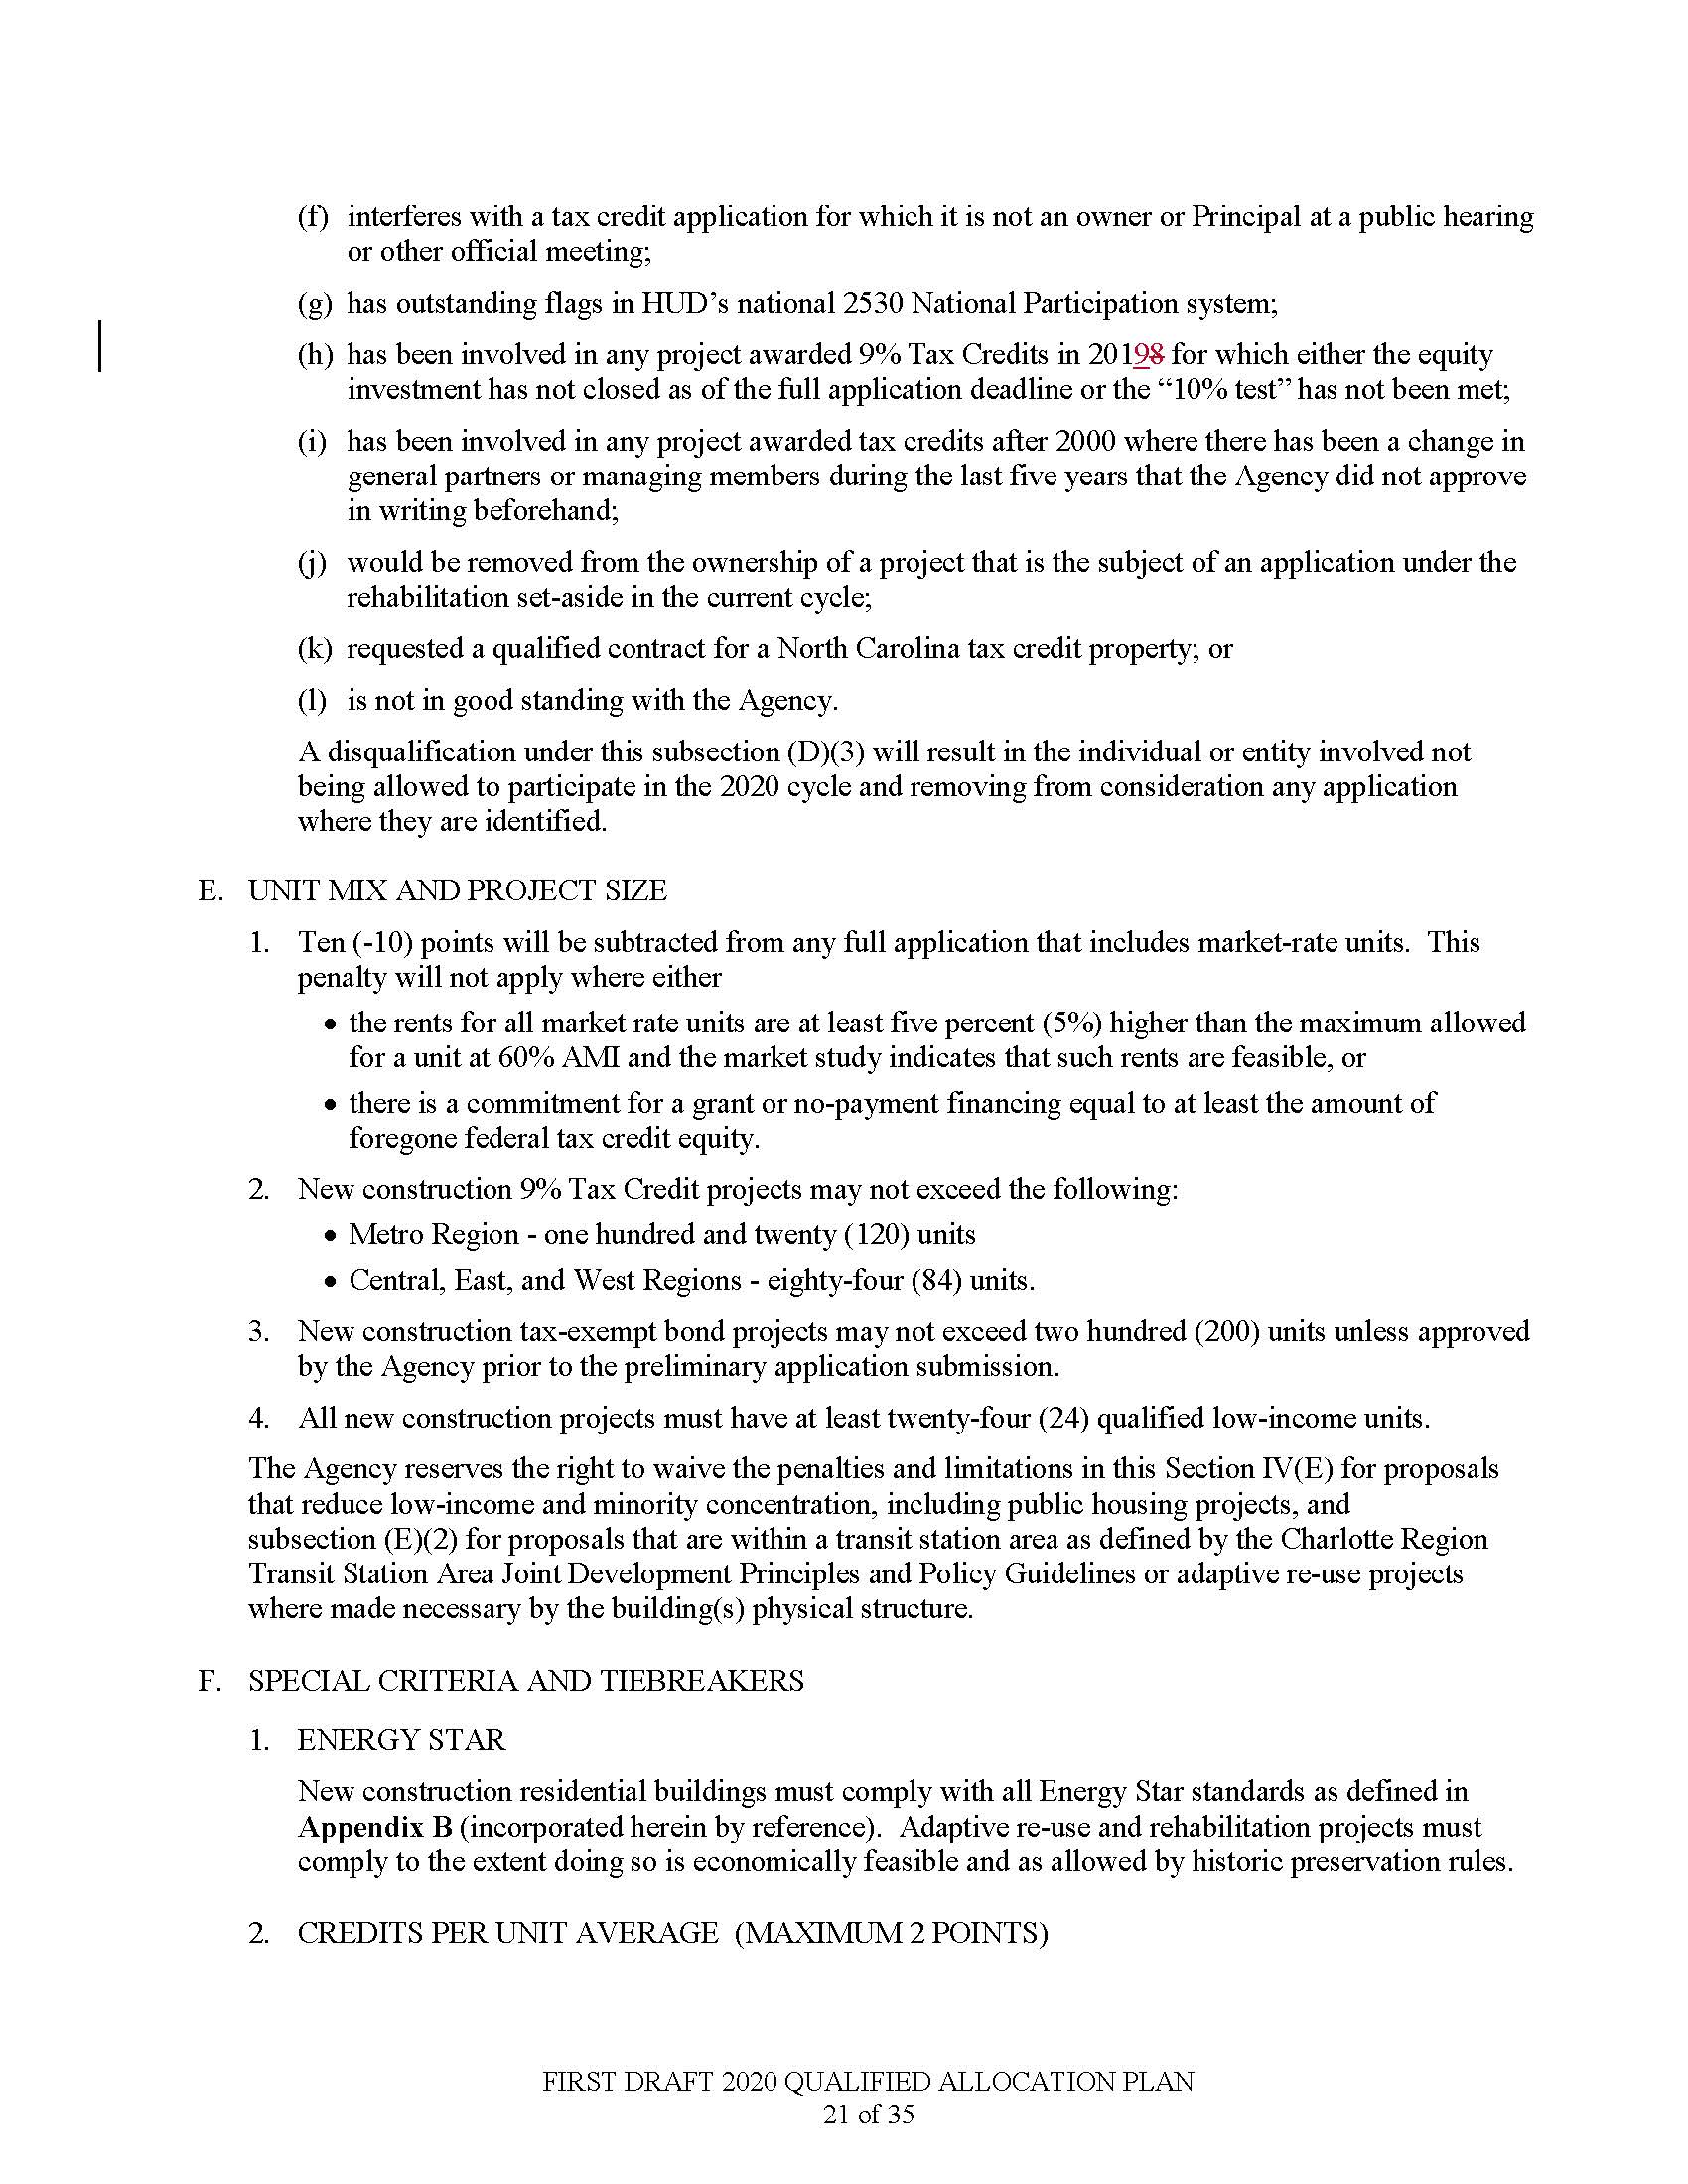 (f) interferes with a tax credit application for which it is not an owner or Principal at a public hearing
or other official meeting;
(g) has outstanding flags in HUD’s national 2530 National Participation system;
(h) has been involved in any project awarded 9% Tax Credits in 20198 for which either the equity
investment has not closed as of the full application deadline or the “10% test” has not been met;
(i) has been involved in any project awarded tax credits after 2000 where there has been a change in
general partners or managing members during the last five years that the Agency did not approve
in writing beforehand;
(j) would be removed from the ownership of a project that is the subject of an application under the
rehabilitation set-aside in the current cycle;
(k) requested a qualified contract for a North Carolina tax credit property; or
(l) is not in good standing with the Agency.
A disqualification under this subsection (D)(3) will result in the individual or entity involved not
being allowed to participate in the 2020 cycle and removing from consideration any application
where they are identified.
E. UNIT MIX AND PROJECT SIZE
1. Ten (-10) points will be subtracted from any full application that includes market-rate units.  This
penalty will not apply where either
• the rents for all market rate units are at least five percent (5%) higher than the maximum allowed
for a unit at 60% AMI and the market study indicates that such rents are feasible, or
• there is a commitment for a grant or no-payment financing equal to at least the amount of
foregone federal tax credit equity.
2. New construction 9% Tax Credit projects may not exceed the following:
• Metro Region - one hundred and twenty (120) units
• Central, East, and West Regions - eighty-four (84) units.
3. New construction tax-exempt bond projects may not exceed two hundred (200) units unless approved
by the Agency prior to the preliminary application submission.
4. All new construction projects must have at least twenty-four (24) qualified low-income units.
The Agency reserves the right to waive the penalties and limitations in this Section IV(E) for proposals
that reduce low-income and minority concentration, including public housing projects, and
subsection (E)(2) for proposals that are within a transit station area as defined by the Charlotte Region
Transit Station Area Joint Development Principles and Policy Guidelines or adaptive re-use projects
where made necessary by the building(s) physical structure.
F. SPECIAL CRITERIA AND TIEBREAKERS
1. ENERGY STAR
New construction residential buildings must comply with all Energy Star standards as defined in
Appendix B (incorporated herein by reference).  Adaptive re-use and rehabilitation projects must
comply to the extent doing so is economically feasible and as allowed by historic preservation rules.
2. CREDITS PER UNIT AVERAGE  (MAXIMUM 2 POINTS)
FIRST DRAFT 2020 QUALIFIED ALLOCATION PLAN
21 of 35